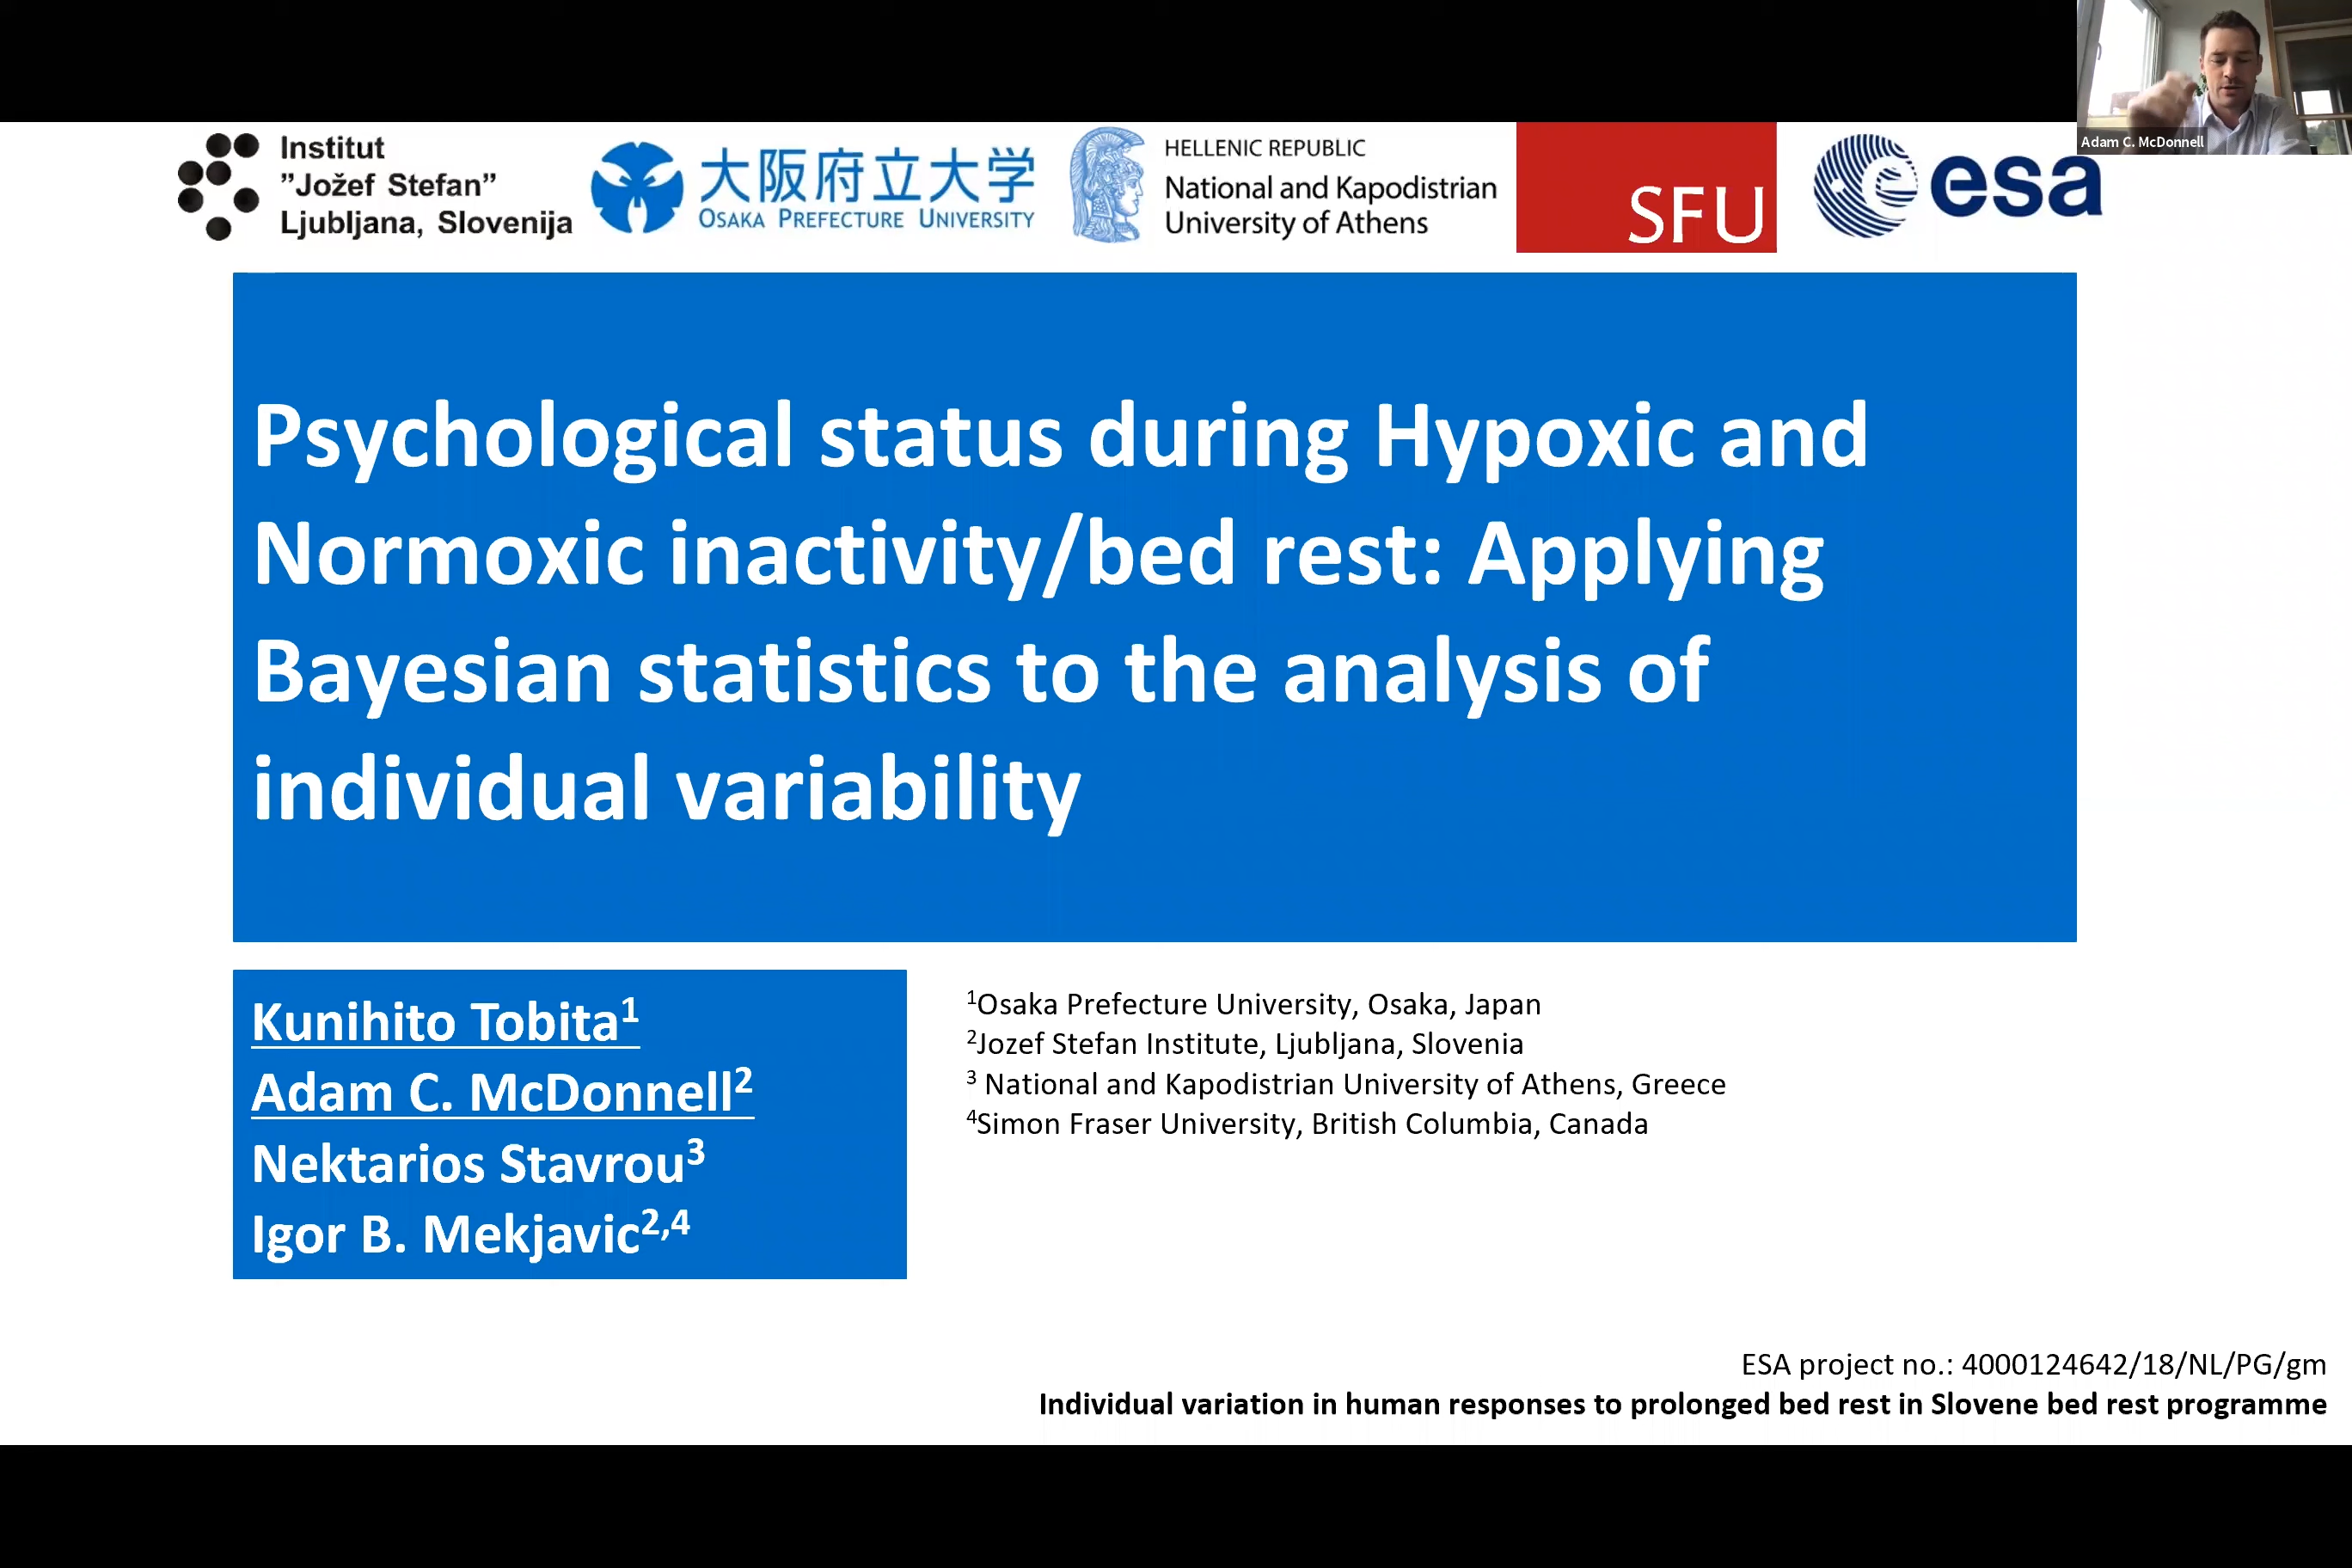 Adam C. McDonnell
Institut
”Jožef Stefan”
Ljubljana, Slovenija
大阪府立大学
OSAKA PREFECTURE UNIVERSITY
HELLENIC REPUBLIC
National and Kapodistrian
University of Athens
SFU
esa
Psychological status during Hypoxic and
Normoxic inactivity/bed rest: Applying
Bayesian statistics to the analysis of
individual variability
Kunihito Tobita¹
Adam C. McDonnell²
Nektarios Stavrou³
Igor B. Mekjavic²,⁴
¹Osaka Prefecture University, Osaka, Japan
²Jozef Stefan Institute, Ljubljana, Slovenia
³ National and Kapodistrian University of Athens, Greece
⁴Simon Fraser University, British Columbia, Canada
ESA project no.: 4000124642/18/NL/PG/gm
Individual variation in human responses to prolonged bed rest in Slovene bed rest programme